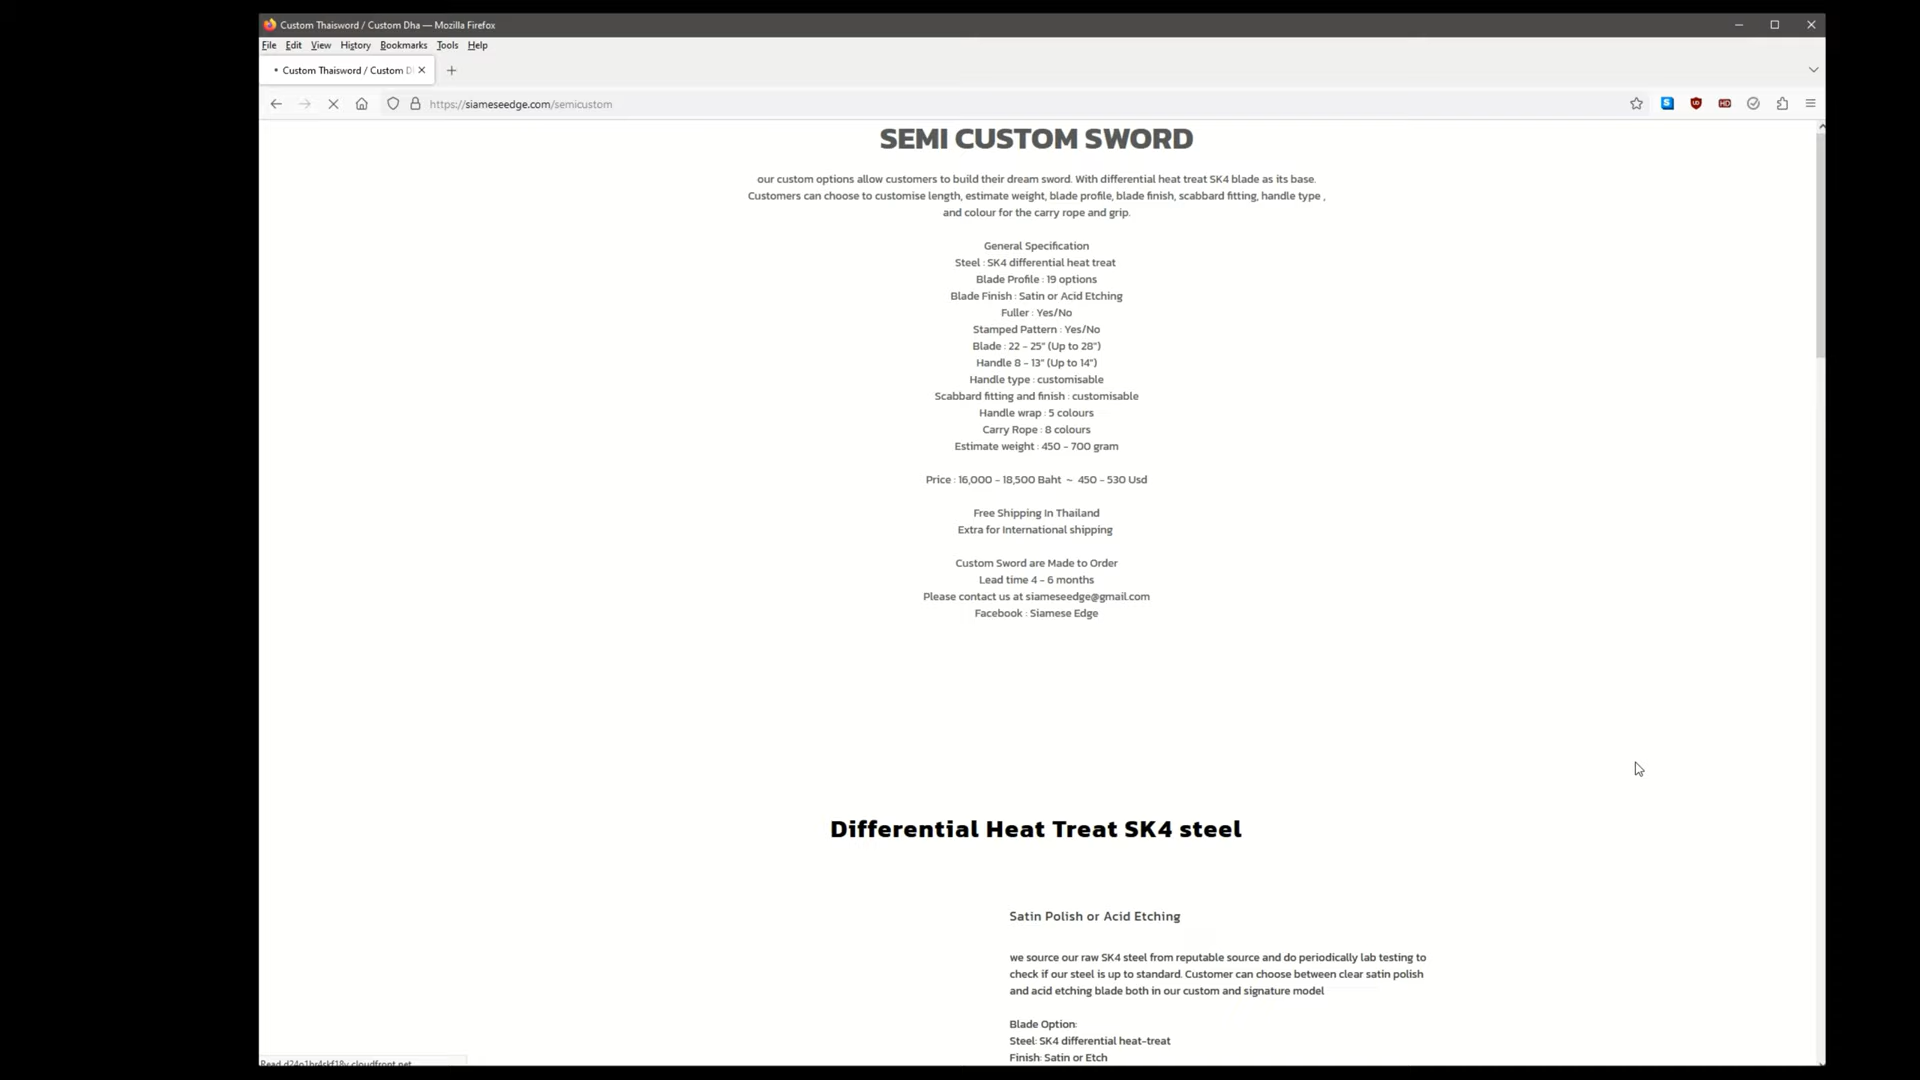 Custom Thaisword / Custom Dha — Mozilla Firefox
File Edit View History Bookmarks Tools Help
Custom Thaisword / Custom D
https://siameseedge.com/semicustom
SEMI CUSTOM SWORD
our custom options allow customers to build their dream sword. With differential heat treat SK4 blade as its base.
Customers can choose to customise length, estimate weight, blade profile, blade finish, scabbard fitting, handle type ,
and colour for the carry rope and grip.
General Specification
Steel : SK4 differential heat treat
Blade Profile : 19 options
Blade Finish : Satin or Acid Etching
Fuller : Yes/No
Stamped Pattern : Yes/No
Blade : 22 - 25" (Up to 28")
Handle 8 - 13" (Up to 14")
Handle type : customisable
Scabbard fitting and finish : customisable
Handle wrap : 5 colours
Carry Rope : 8 colours
Estimate weight : 450 - 700 gram
Price : 16,000 - 18,500 Baht ~ 450 - 530 Usd
Free Shipping In Thailand
Extra for International shipping
Custom Sword are Made to Order
Lead time 4 - 6 months
Please contact us at siameseedge@gmail.com
Facebook : Siamese Edge
Differential Heat Treat SK4 steel
Satin Polish or Acid Etching
we source our raw SK4 steel from reputable source and do periodically lab testing to
check if our steel is up to standard. Customer can choose between clear satin polish
and acid etching blade both in our custom and signature model
Blade Option:
Steel: SK4 differential heat-treat
Finish: Satin or Etch